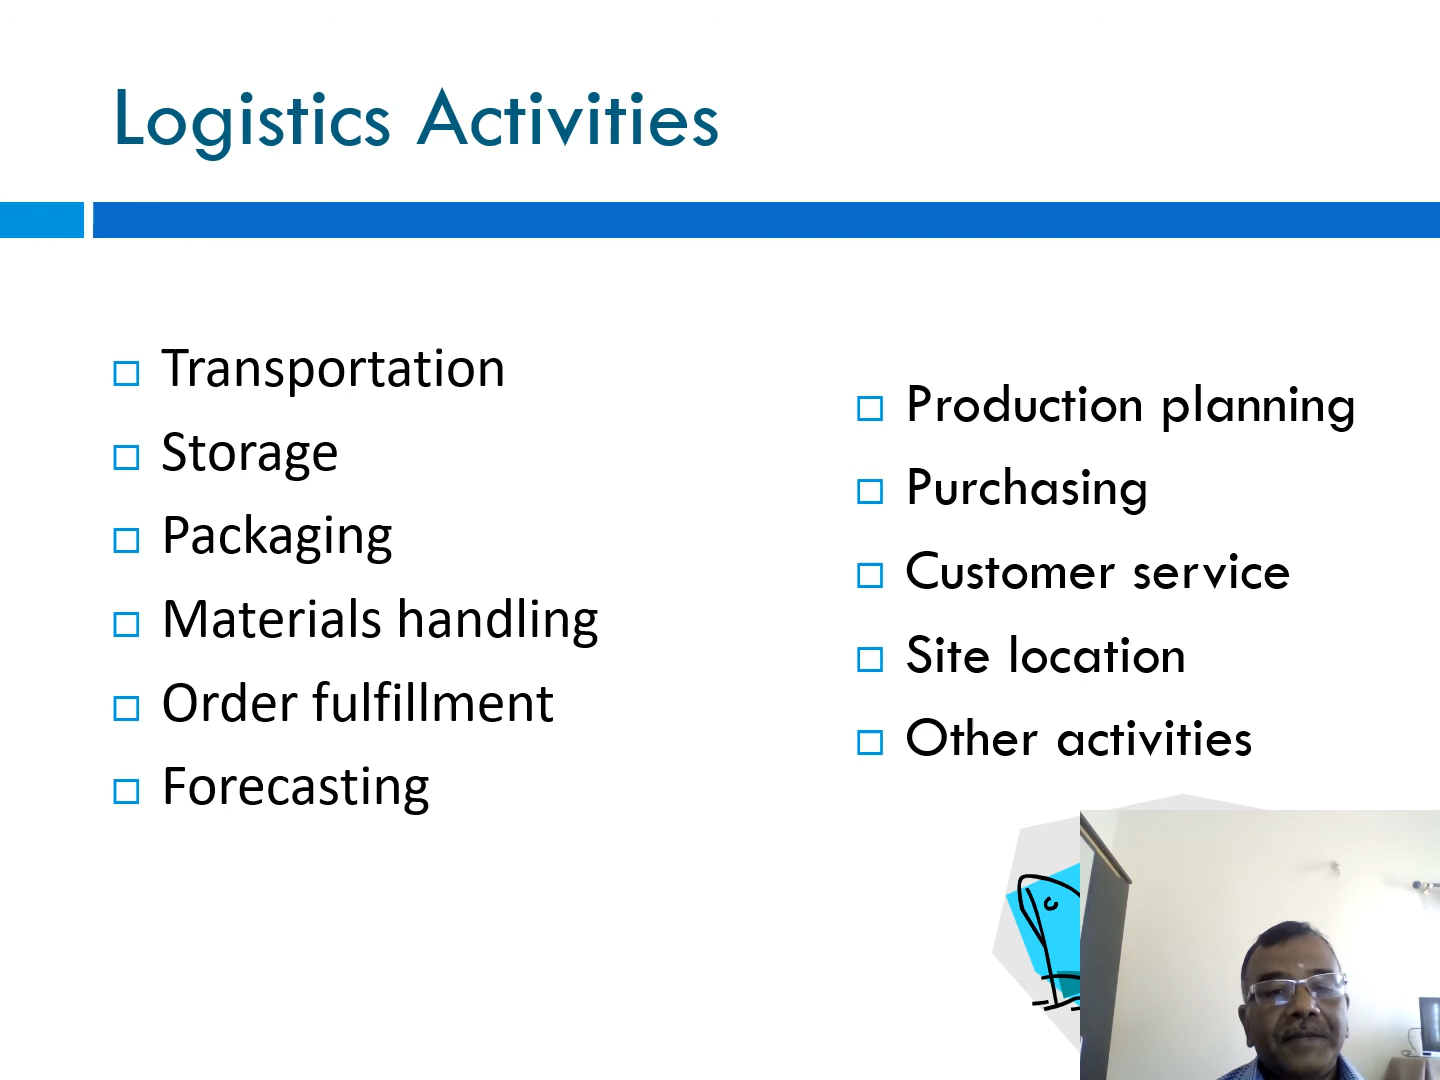 Logistics Activities
Transportation
Storage
Packaging
Materials handling
Order fulfillment
Forecasting
Production planning
Purchasing
Customer service
Site location
Other activities